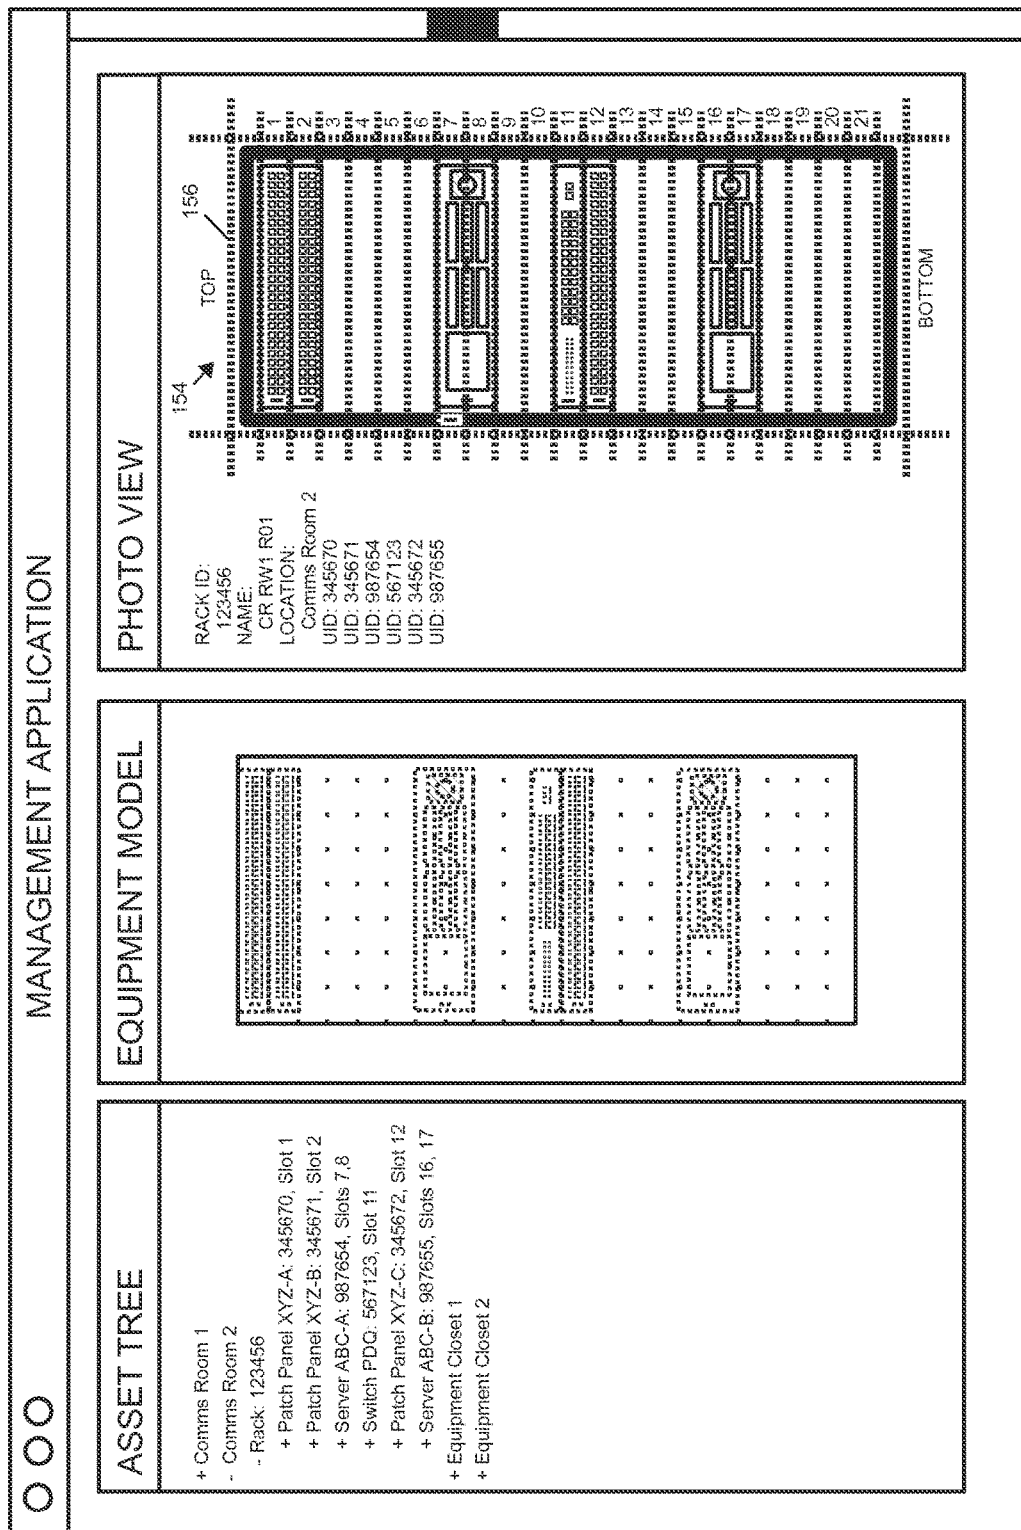 MANAGEMENT APPLICATION
ASSET TREE
+ Comms Room 1
- Comms Room 2
- Rack: 123456
+ Patch Panel XYZ-A: 345670, Slot 1
+ Patch Panel XYZ-B: 345671, Slot 2
+ Server ABC-A: 987654, Slots 7,8
+ Switch PDQ: 567123, Slot 11
+ Patch Panel XYZ-C: 345672, Slot 12
+ Server ABC-B: 987655, Slots 16, 17
+ Equipment Closet 1
+ Equipment Closet 2
EQUIPMENT MODEL
PHOTO VIEW
RACK ID:
123456
NAME:
CR RW1 R01
LOCATION:
Comms Room 2
UID: 345670
UID: 345671
UID: 987654
UID: 567123
UID: 345672
UID: 987655
154
TOP
156
1
2
3
4
5
6
7
8
9
10
11
12
13
14
15
16
17
18
19
20
21
BOTTOM